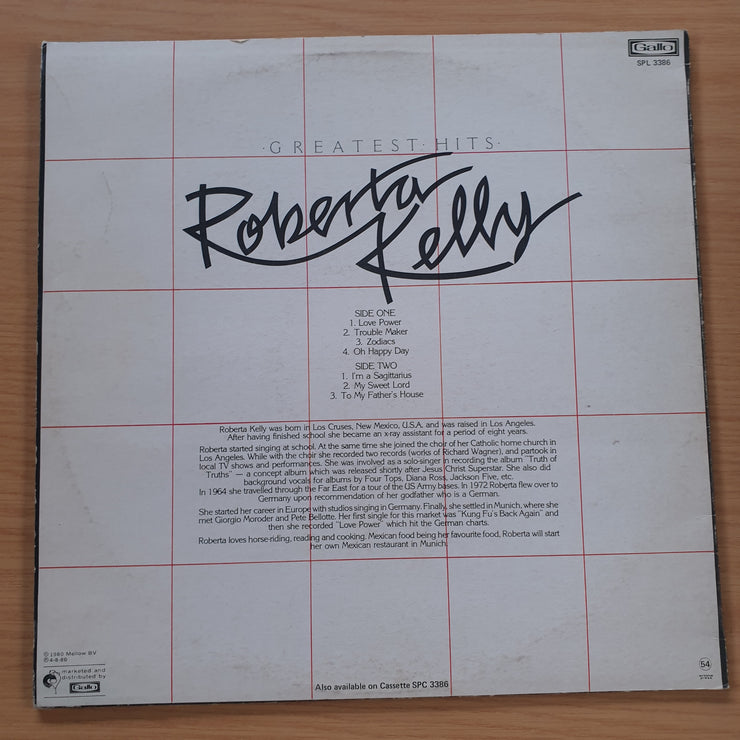 Gallo
SPL 3386
·GREATEST·HITS·
Roberta
Kelly
SIDE ONE
1. Love Power
2. Trouble Maker
3. Zodiacs
4. Oh Happy Day
SIDE TWO
1. I'm a Sagittarius
2. My Sweet Lord
3. To My Father's House
Roberta Kelly was born in Los Cruses, New Mexico, U.S.A. and was raised in Los Angeles.
After having finished school she became an x-ray assistant for a period of eight years.
Roberta started singing at school. At the same time she joined the choir of her Catholic home church in
Los Angeles. While with the choir she recorded two records (works of Richard Wagner), and partook in
local TV shows and performances. She was involved as a solo-singer in recording the album "Truth of
Truths" — a concept album which was released shortly after Jesus Christ Superstar. She also did
background vocals for albums by Four Tops, Diana Ross, Jackson Five, etc.
In 1964 she travelled through the Far East for a tour of the US Army bases. In 1972 Roberta flew over to
Germany upon recommendation of her godfather who is a German.
She started her career in Europe with studios singing in Germany. Finally, she settled in Munich, where she
met Giorgio Moroder and Pete Bellotte. Her first single for this market was "Kung Fu's Back Again" and
then she recorded "Love Power" which hit the German charts.
Roberta loves horse-riding, reading and cooking. Mexican food being her favourite food, Roberta will start
her own Mexican restaurant in Munich.
© 1980 Mellow BV
℗4-8-80
marketed and
distributed by
Gallo
Also available on Cassette SPC 3386
54